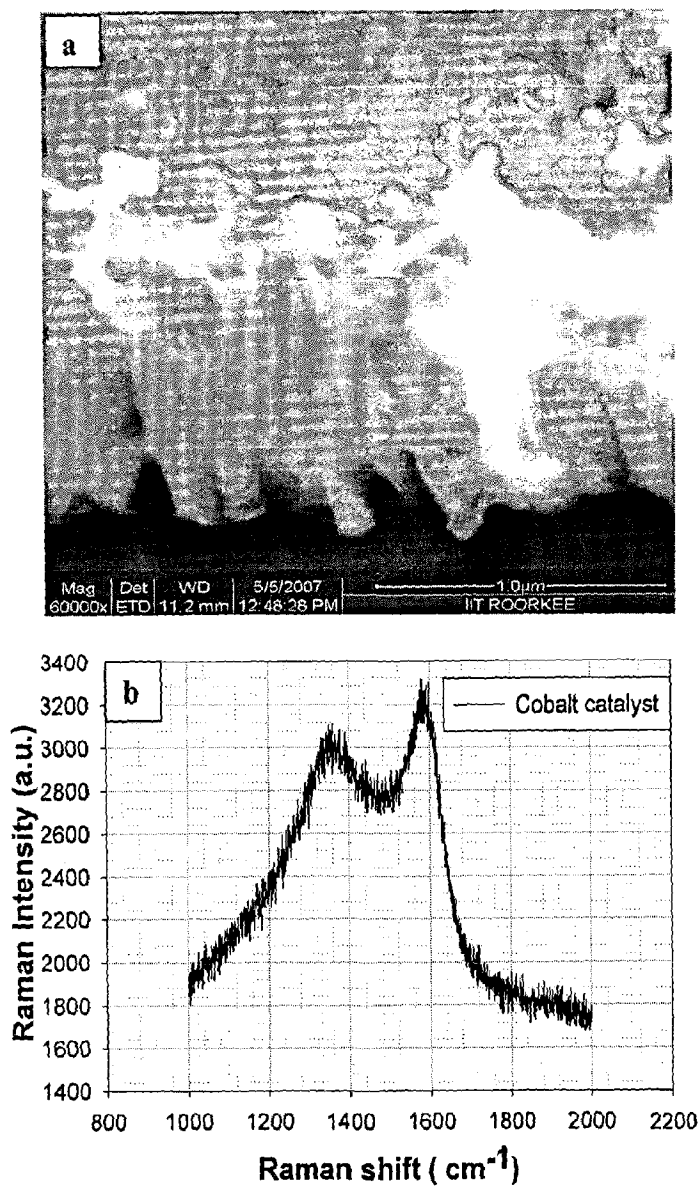 a
Mag Det WD 5/5/2007 1.0µm
60000x ETD 11.2 mm 12:48:28 PM IIT ROORKEE
b
Cobalt catalyst
3400
3200
3000
2800
2600
2400
2200
2000
1800
1600
1400
Raman Intensity (a.u.)
800 1000 1200 1400 1600 1800 2000 2200
Raman shift ( cm⁻¹)